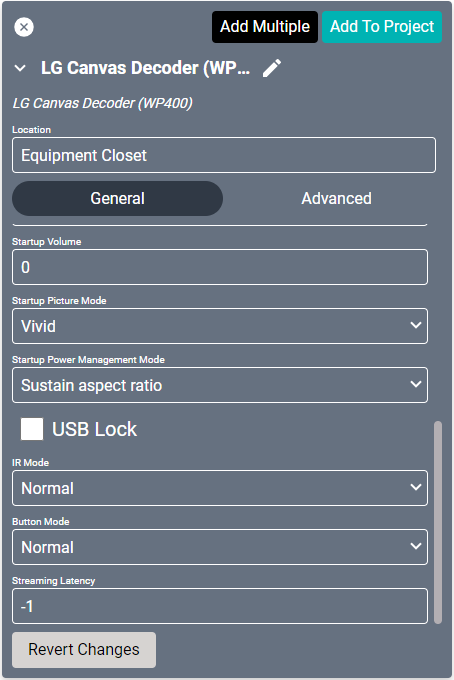 Add Multiple
Add To Project
LG Canvas Decoder (WP...
LG Canvas Decoder (WP400)
Location
Equipment Closet
General
Advanced
Startup Volume
0
Startup Picture Mode
Vivid
Startup Power Management Mode
Sustain aspect ratio
USB Lock
IR Mode
Normal
Button Mode
Normal
Streaming Latency
-1
Revert Changes